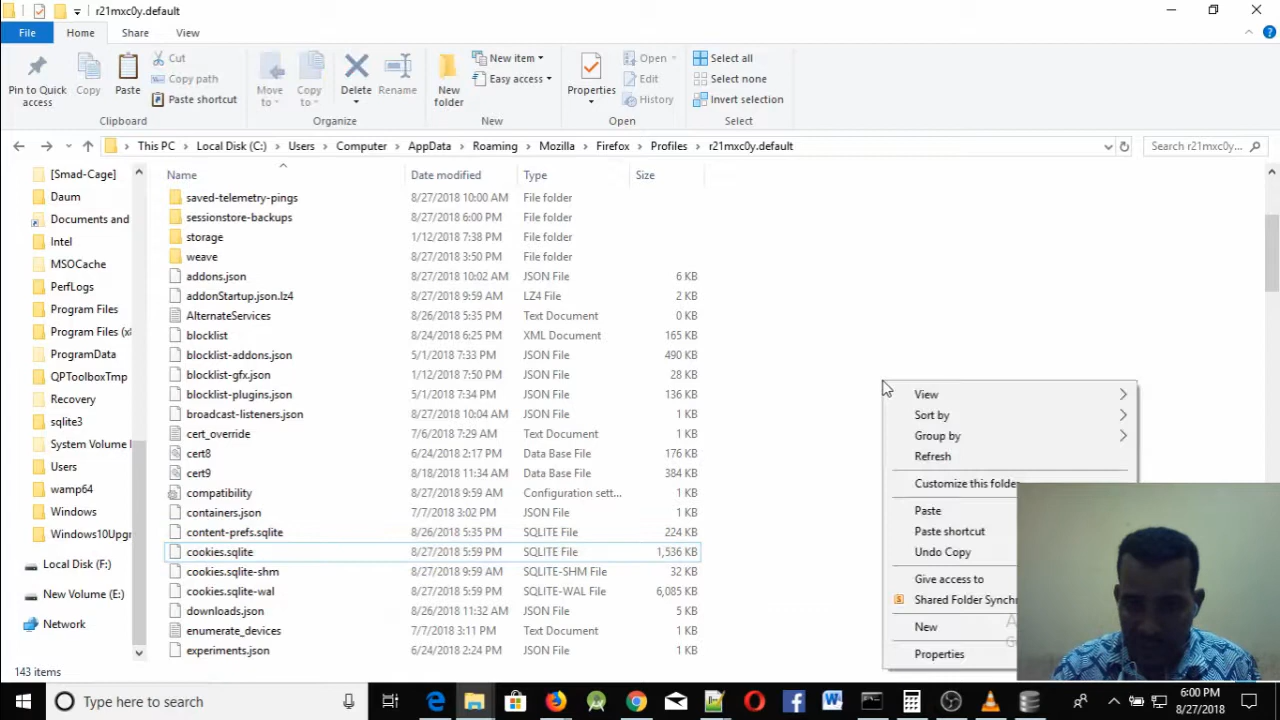 r21mxc0y.default
File Home Share View
Pin to Quick access
Copy
Paste
Cut
Copy path
Paste shortcut
Clipboard
Move to
Copy to
Delete
Rename
Organize
New folder
New item
Easy access
New
Properties
Open
Edit
History
Open
Select all
Select none
Invert selection
Select
This PC Local Disk (C:) Users Computer AppData Roaming Mozilla Firefox Profiles r21mxc0y.default
Search r21mxc0y...
[Smad-Cage]
Daum
Documents and
Intel
MSOCache
PerfLogs
Program Files
Program Files (x
ProgramData
QPToolboxTmp
Recovery
sqlite3
System Volume
Users
wamp64
Windows
Windows10Upgr
Local Disk (F:)
New Volume (E:)
Network
Name Date modified Type Size
saved-telemetry-pings 8/27/2018 10:00 AM File folder
sessionstore-backups 8/27/2018 6:00 PM File folder
storage 1/12/2018 7:38 PM File folder
weave 8/27/2018 3:50 PM File folder
addons.json 8/27/2018 10:02 AM JSON File 6 KB
addonStartup.json.lz4 8/27/2018 9:59 AM LZ4 File 2 KB
AlternateServices 8/26/2018 5:35 PM Text Document 0 KB
blocklist 8/24/2018 6:25 PM XML Document 165 KB
blocklist-addons.json 5/1/2018 7:33 PM JSON File 490 KB
blocklist-gfx.json 1/12/2018 7:50 PM JSON File 28 KB
blocklist-plugins.json 5/1/2018 7:34 PM JSON File 136 KB
broadcast-listeners.json 8/27/2018 10:04 AM JSON File 1 KB
cert_override 7/6/2018 7:29 AM Text Document 1 KB
cert8 6/24/2018 2:17 PM Data Base File 176 KB
cert9 8/18/2018 11:34 AM Data Base File 384 KB
compatibility 8/27/2018 9:59 AM Configuration sett... 1 KB
containers.json 7/7/2018 3:02 PM JSON File 1 KB
content-prefs.sqlite 8/26/2018 5:35 PM SQLITE File 224 KB
cookies.sqlite 8/27/2018 5:59 PM SQLITE File 1,536 KB
cookies.sqlite-shm 8/27/2018 9:59 AM SQLITE-SHM File 32 KB
cookies.sqlite-wal 8/27/2018 5:59 PM SQLITE-WAL File 6,085 KB
downloads.json 8/26/2018 11:32 AM JSON File 5 KB
enumerate_devices 7/7/2018 3:11 PM Text Document 1 KB
experiments.json 6/24/2018 2:24 PM JSON File 1 KB
View
Sort by
Group by
Refresh
Customize this folde
Paste
Paste shortcut
Undo Copy
Give access to
Shared Folder Synchr
New
Properties
143 items
Type here to search
6:00 PM
8/27/2018